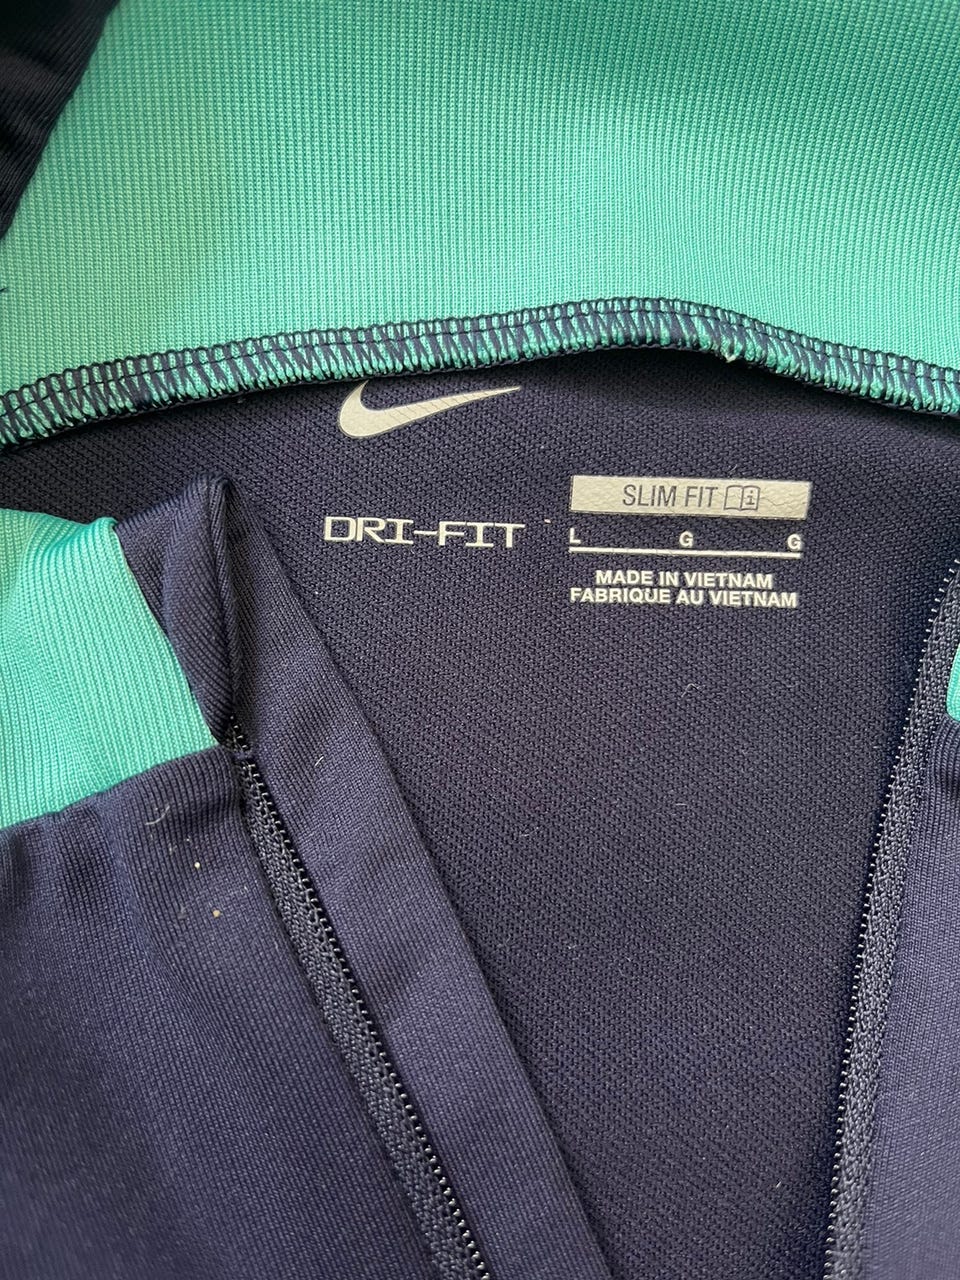 DRI-FIT
SLIM FIT
L G G
MADE IN VIETNAM
FABRIQUE AU VIETNAM